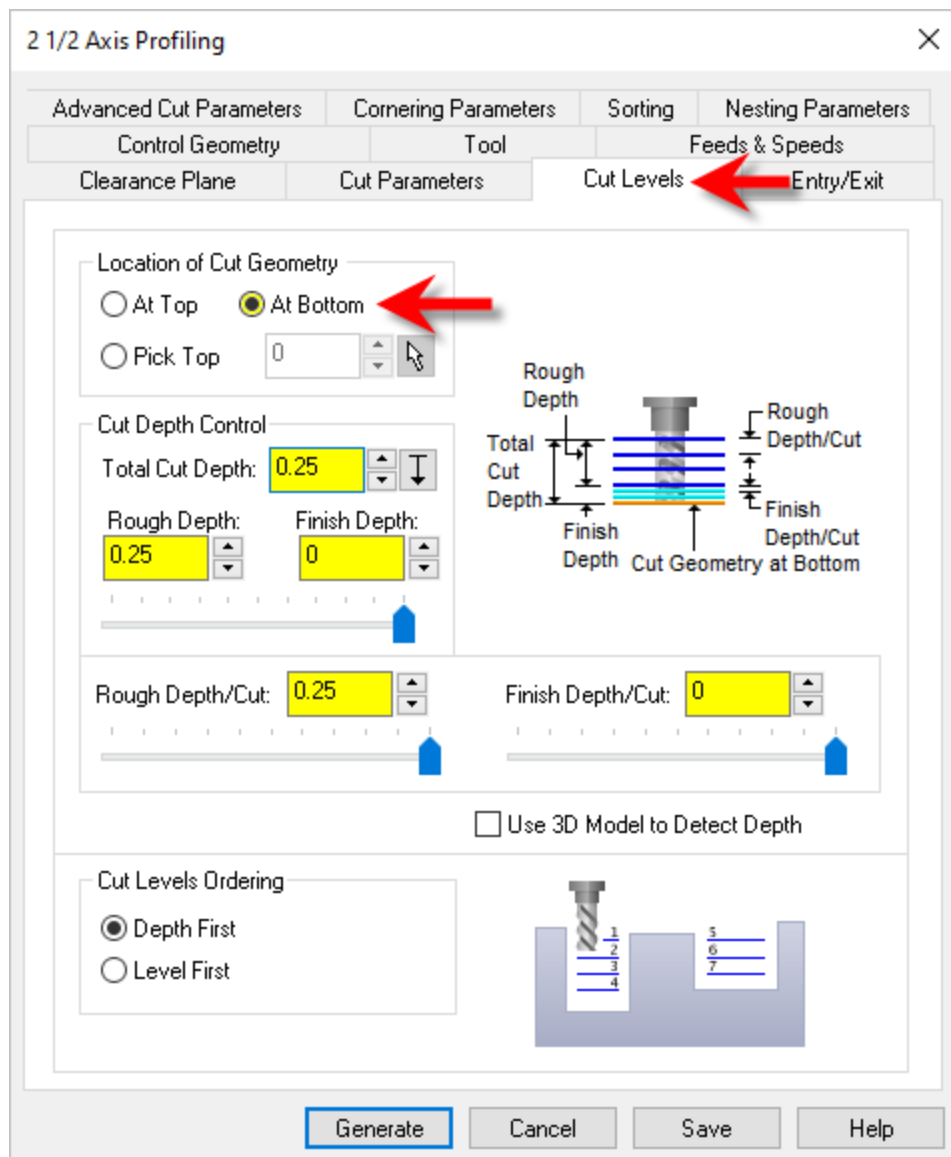 2 1/2 Axis Profiling
Advanced Cut Parameters Cornering Parameters Sorting Nesting Parameters
Control Geometry Tool Feeds & Speeds
Clearance Plane Cut Parameters Cut Levels Entry/Exit
Location of Cut Geometry
At Top At Bottom
Pick Top 0
Cut Depth Control
Total Cut Depth: 0.25
Rough Depth: Finish Depth:
0.25 0
Rough
Depth
Total
Cut
Depth
Rough
Depth/Cut
Finish
Depth
Finish
Depth/Cut
Cut Geometry at Bottom
Rough Depth/Cut: 0.25 Finish Depth/Cut: 0
Use 3D Model to Detect Depth
Cut Levels Ordering
Depth First
Level First
1 5
2 6
3 7
4
Generate Cancel Save Help